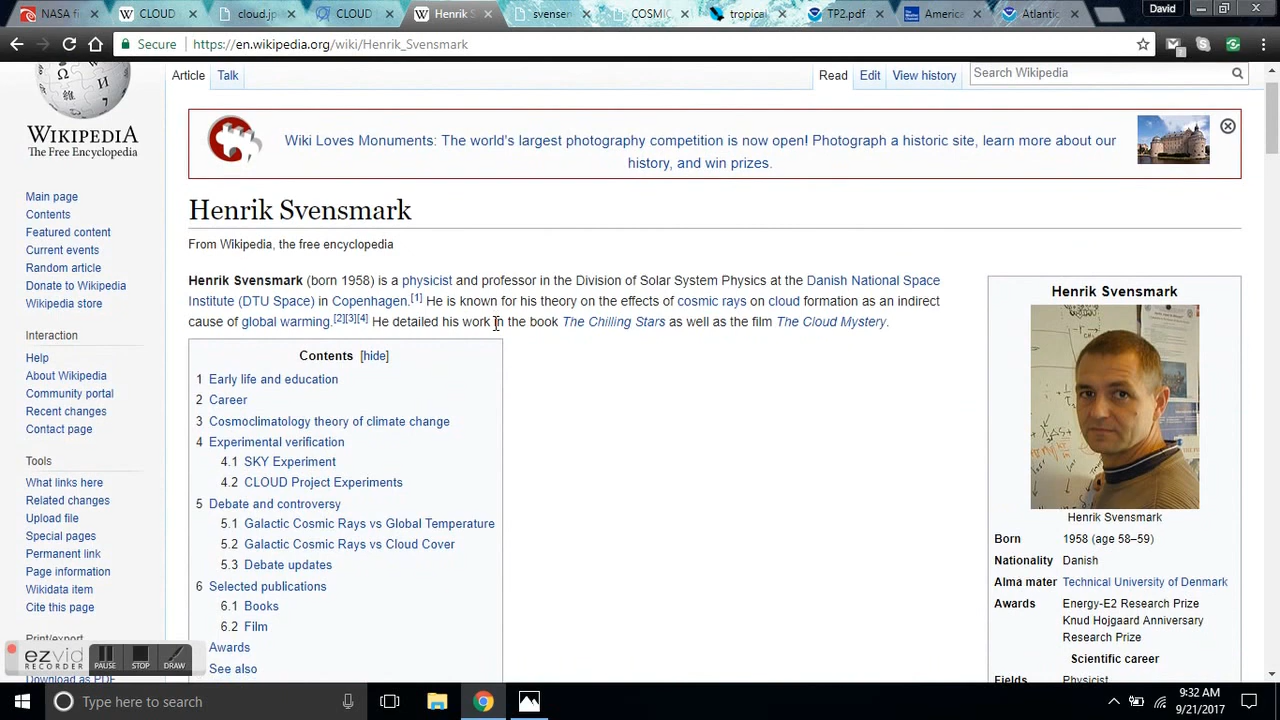 NASA fi
CLOUD
cloud.jp
CLOUD
Henrik S
svensen
COSMIC
tropical
TP2.pdf
America
Atlantic
David
Secure
https://en.wikipedia.org/wiki/Henrik_Svensmark
WIKIPEDIA
The Free Encyclopedia
Main page
Contents
Featured content
Current events
Random article
Donate to Wikipedia
Wikipedia store
Interaction
Help
About Wikipedia
Community portal
Recent changes
Contact page
Tools
What links here
Related changes
Upload file
Special pages
Permanent link
Page information
Wikidata item
Cite this page
Print/export
Download as PDF
Article Talk
Read Edit View history
Search Wikipedia
Wiki Loves Monuments: The world's largest photography competition is now open! Photograph a historic site, learn more about our
history, and win prizes.
Henrik Svensmark
From Wikipedia, the free encyclopedia
Henrik Svensmark (born 1958) is a physicist and professor in the Division of Solar System Physics at the Danish National Space
Institute (DTU Space) in Copenhagen.[1] He is known for his theory on the effects of cosmic rays on cloud formation as an indirect
cause of global warming.[2][3][4] He detailed his work in the book The Chilling Stars as well as the film The Cloud Mystery.
Contents [hide]
1 Early life and education
2 Career
3 Cosmoclimatology theory of climate change
4 Experimental verification
4.1 SKY Experiment
4.2 CLOUD Project Experiments
5 Debate and controversy
5.1 Galactic Cosmic Rays vs Global Temperature
5.2 Galactic Cosmic Rays vs Cloud Cover
5.3 Debate updates
6 Selected publications
6.1 Books
6.2 Film
Awards
See also
Henrik Svensmark
Henrik Svensmark
Born 1958 (age 58–59)
Nationality Danish
Alma mater Technical University of Denmark
Awards Energy-E2 Research Prize
Knud Hojgaard Anniversary
Research Prize
Scientific career
Fields Physicist
ezvid
RECORDER
PAUSE
STOP
DRAW
Type here to search
9:32 AM
9/21/2017